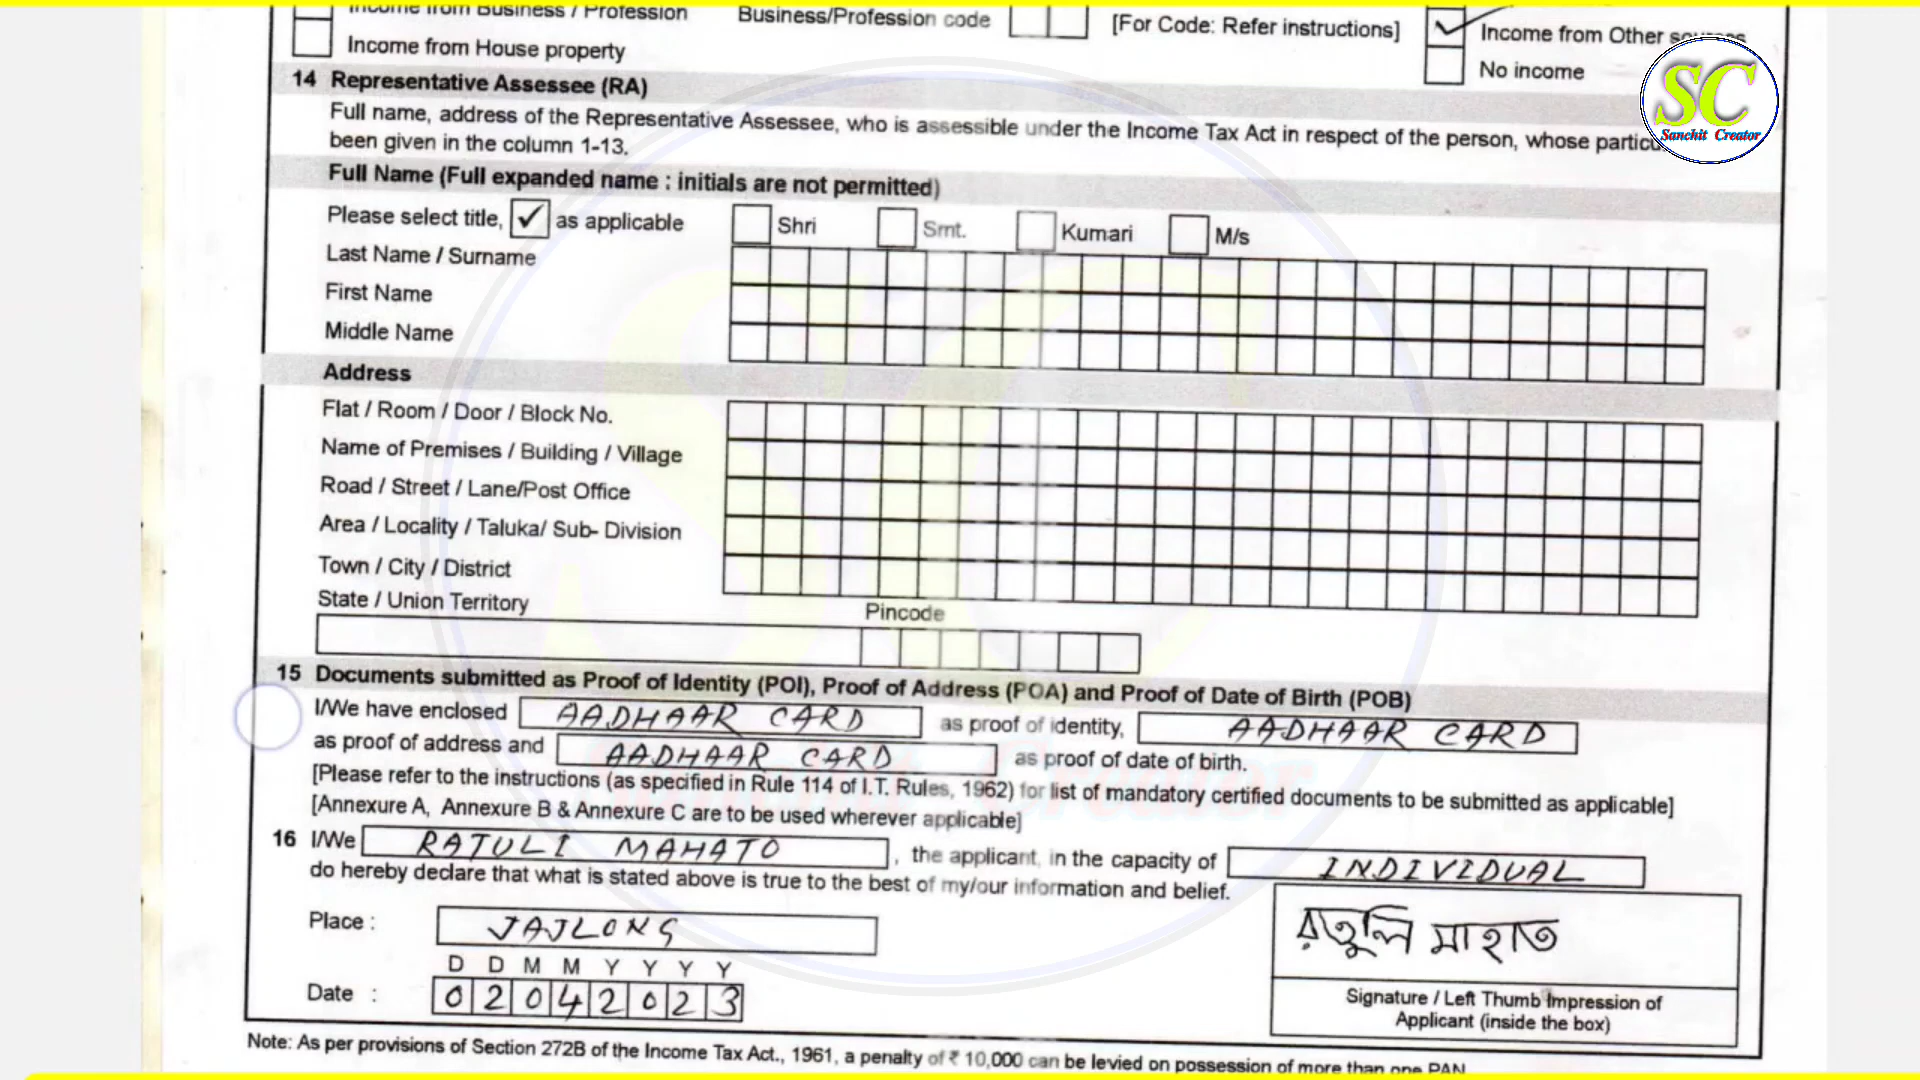 Income from Business / Profession Business/Profession code [For Code: Refer instructions] Income from Other sources
Income from House property No income
SC
Sanchit Creator
14 Representative Assessee (RA)
Full name, address of the Representative Assessee, who is assessible under the Income Tax Act in respect of the person, whose particu
been given in the column 1-13.
Full Name (Full expanded name : initials are not permitted)
Please select title, ✓ as applicable Shri Smt. Kumari M/s
Last Name / Surname
First Name
Middle Name
Address
Flat / Room / Door / Block No.
Name of Premises / Building / Village
Road / Street / Lane/Post Office
Area / Locality / Taluka/ Sub- Division
Town / City / District
State / Union Territory Pincode
15 Documents submitted as Proof of Identity (POI), Proof of Address (POA) and Proof of Date of Birth (POB)
I/We have enclosed AADHAAR CARD as proof of identity, AADHAAR CARD
as proof of address and AADHAAR CARD as proof of date of birth.
[Please refer to the instructions (as specified in Rule 114 of I.T. Rules, 1962) for list of mandatory certified documents to be submitted as applicable]
[Annexure A, Annexure B & Annexure C are to be used wherever applicable]
16 I/We RATULI MAHATO , the applicant, in the capacity of INDIVIDUAL
do hereby declare that what is stated above is true to the best of my/our information and belief.
Place : JAJLONG
রতুলি মাহাত
D D M M Y Y Y Y
Date : 0 2 0 4 2 0 2 3
Signature / Left Thumb Impression of
Applicant (inside the box)
Note: As per provisions of Section 272B of the Income Tax Act., 1961, a penalty of ₹ 10,000 can be levied on possession of more than one PAN